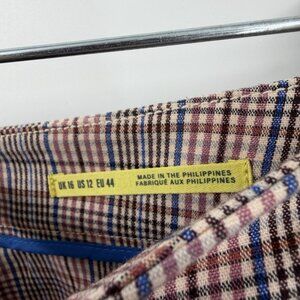 UK 16 US 12 EU 44
MADE IN THE PHILIPPINES
FABRIQUÉ AUX PHILIPPINES